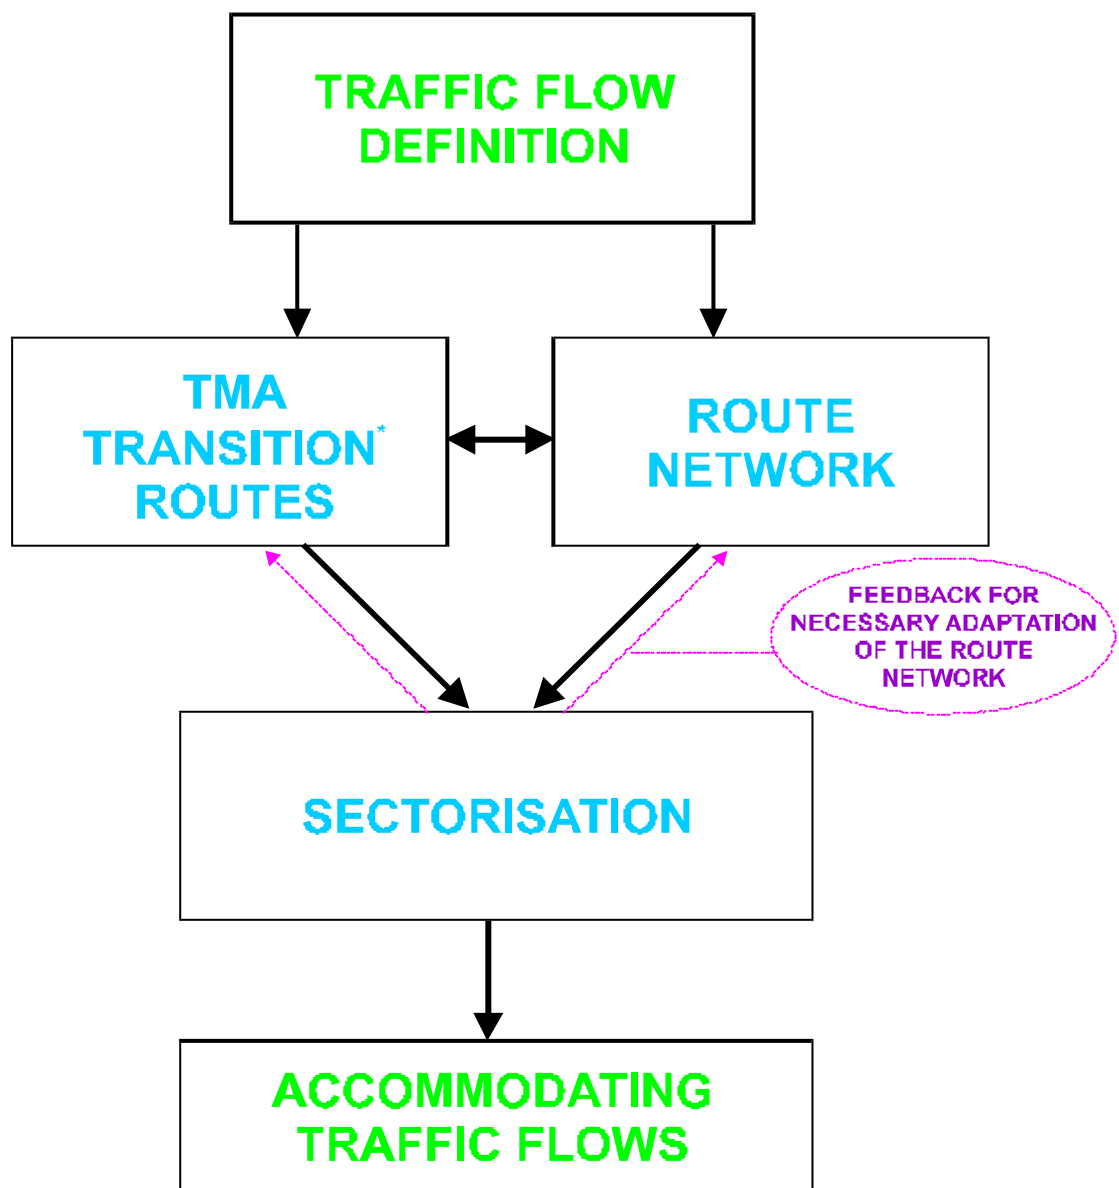 TRAFFIC FLOW
DEFINITION
TMA
TRANSITION*
ROUTES
ROUTE
NETWORK
FEEDBACK FOR
NECESSARY ADAPTATION
OF THE ROUTE
NETWORK
SECTORISATION
ACCOMMODATING
TRAFFIC FLOWS